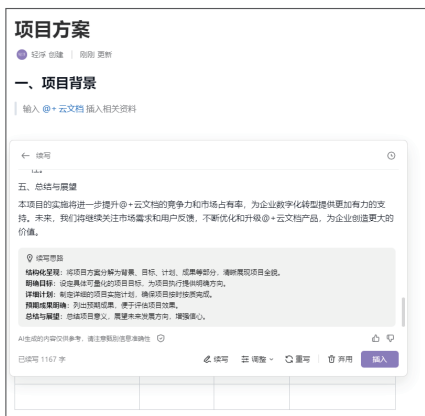 项目方案
轻浮 创建 | 刚刚 更新
一、项目背景
输入 @+ 云文档 插入相关资料
← 续写
五、总结与展望
本项目的实施将进一步提升@+云文档的竞争力和市场占有率，为企业数字化转型提供更加有力的支
持。未来，我们将继续关注市场需求和用户反馈，不断优化和升级@+云文档产品，为企业创造更大的
价值。
续写思路
结构化呈现：将项目方案分解为背景、目标、计划、成果等部分，清晰展现项目全貌。
明确目标：设定具体可量化的项目目标，为项目执行提供明确方向。
详细计划：制定详细的项目实施计划，确保项目按时按质完成。
预期成果明确：列出预期成果，便于评估项目效果。
总结与展望：总结项目意义，展望未来发展方向，增强信心。
AI生成的内容仅供参考，请注意甄别信息准确性
已续写 1167 字 续写 调整 重写 弃用 插入